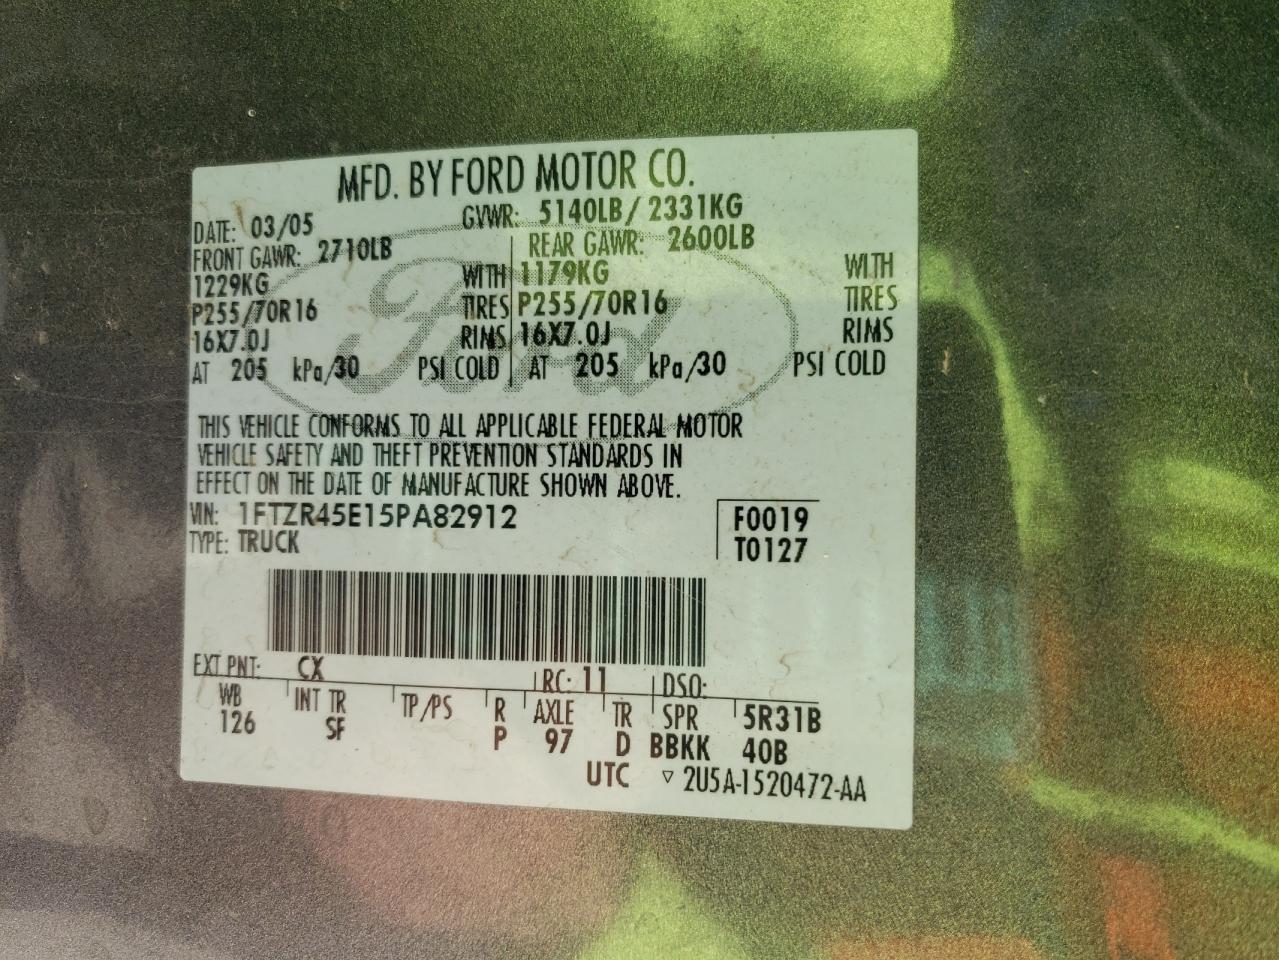 MFD. BY FORD MOTOR CO.
DATE: 03/05 GVWR: 5140LB/2331KG
FRONT GAWR: 2710LB REAR GAWR: 2600LB
1229KG WITH 1179KG WITH
P255/70R16 TIRES P255/70R16 TIRES
16X7.0J RIMS 16X7.0J RIMS
AT 205 kPa/30 PSI COLD AT 205 kPa/30 PSI COLD
Ford
THIS VEHICLE CONFORMS TO ALL APPLICABLE FEDERAL MOTOR
VEHICLE SAFETY AND THEFT PREVENTION STANDARDS IN
EFFECT ON THE DATE OF MANUFACTURE SHOWN ABOVE.
VIN: 1FTZR45E15PA82912 F0019
TYPE: TRUCK T0127
EXT PNT: CX RC: 11 DSO:
WB INT TR TP/PS R AXLE TR SPR 5R31B
126 SF P 97 D BBKK 40B
UTC ▽ 2U5A-1520472-AA